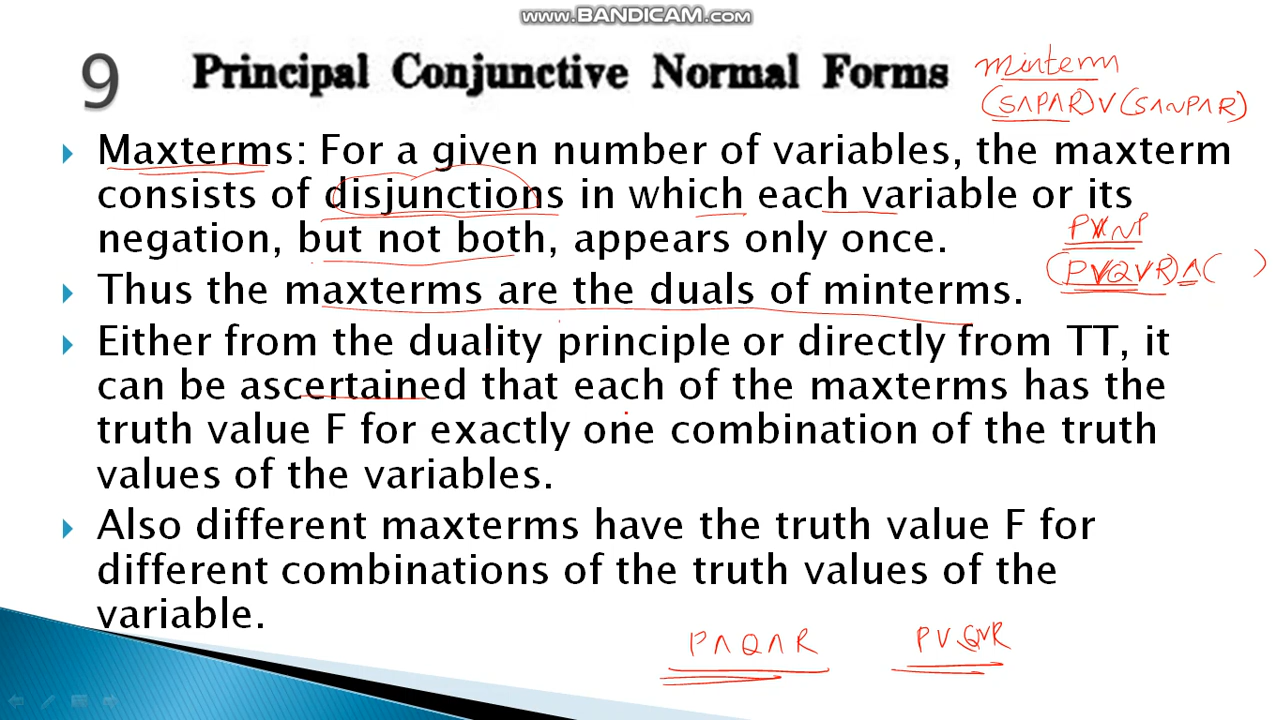 www.BANDICAM.com
9 Principal Conjunctive Normal Forms
minterm
(S∧P∧R)∨(S∧~P∧R)
Maxterms: For a given number of variables, the maxterm
consists of disjunctions in which each variable or its
negation, but not both, appears only once.
P∨~P
(P∨Q∨R)∧( )
Thus the maxterms are the duals of minterms.
Either from the duality principle or directly from TT, it
can be ascertained that each of the maxterms has the
truth value F for exactly one combination of the truth
values of the variables.
Also different maxterms have the truth value F for
different combinations of the truth values of the
variable.
P∧Q∧R P∨Q∨R